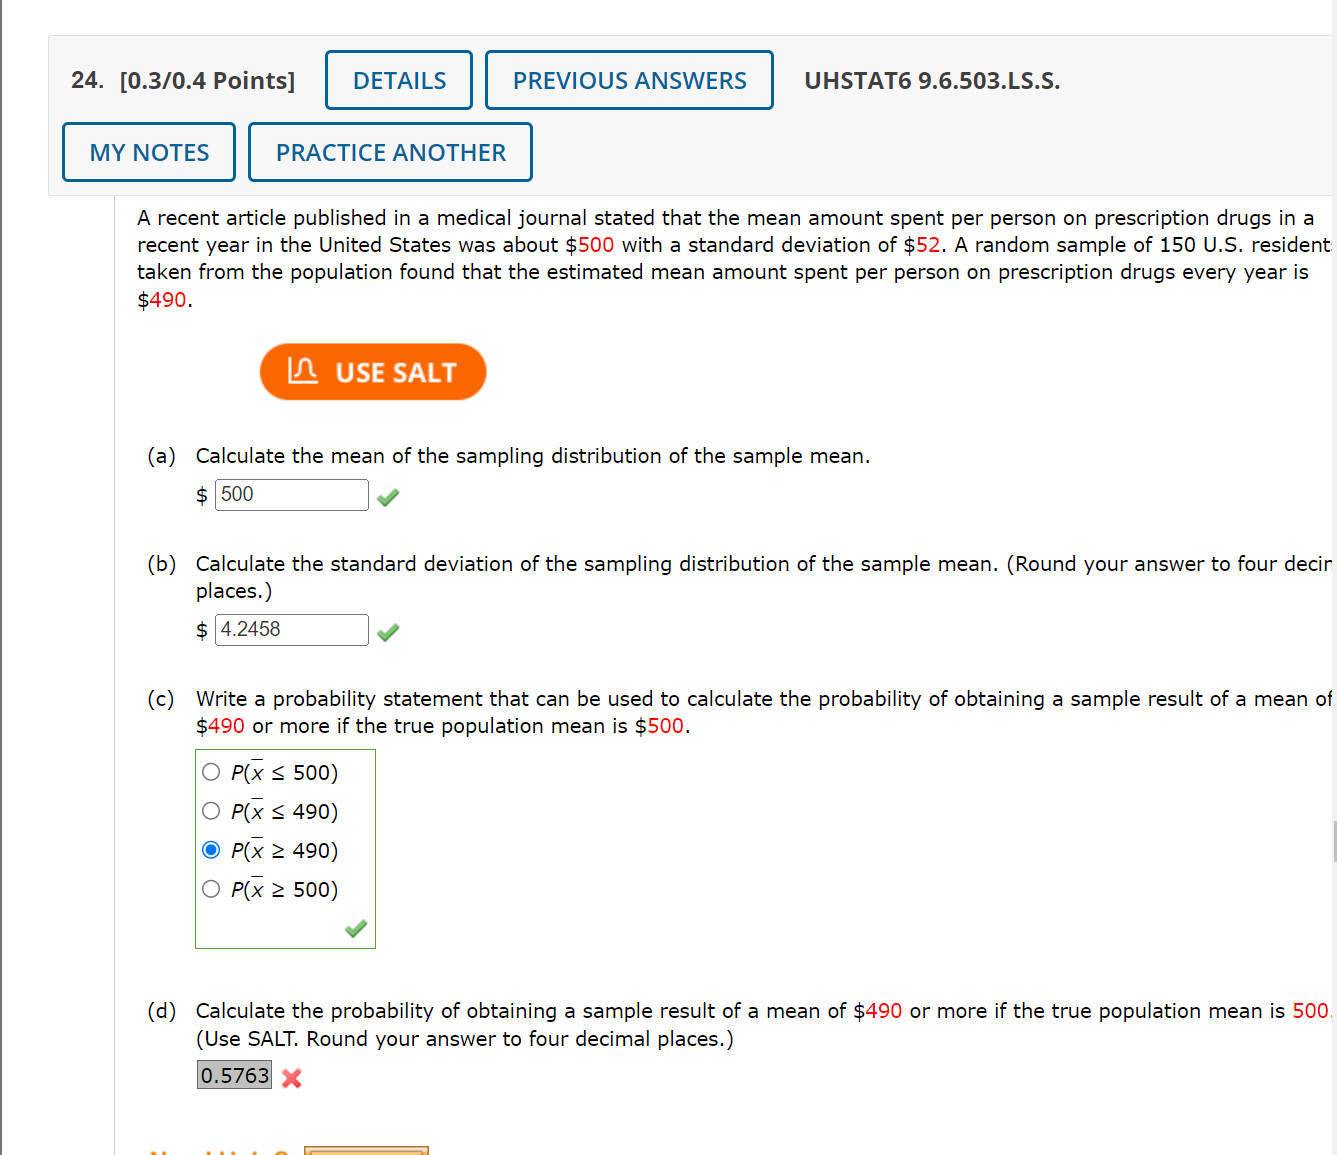 24. [0.3/0.4 Points] DETAILS PREVIOUS ANSWERS UHSTAT6 9.6.503.LS.S.
MY NOTES PRACTICE ANOTHER
A recent article published in a medical journal stated that the mean amount spent per person on prescription drugs in a
recent year in the United States was about $500 with a standard deviation of $52. A random sample of 150 U.S. resident
taken from the population found that the estimated mean amount spent per person on prescription drugs every year is
$490.
USE SALT
(a) Calculate the mean of the sampling distribution of the sample mean.
$ 500
(b) Calculate the standard deviation of the sampling distribution of the sample mean. (Round your answer to four decim
places.)
$ 4.2458
(c) Write a probability statement that can be used to calculate the probability of obtaining a sample result of a mean of
$490 or more if the true population mean is $500.
P(x̅ ≤ 500)
P(x̅ ≤ 490)
P(x̅ ≥ 490)
P(x̅ ≥ 500)
(d) Calculate the probability of obtaining a sample result of a mean of $490 or more if the true population mean is 500.
(Use SALT. Round your answer to four decimal places.)
0.5763